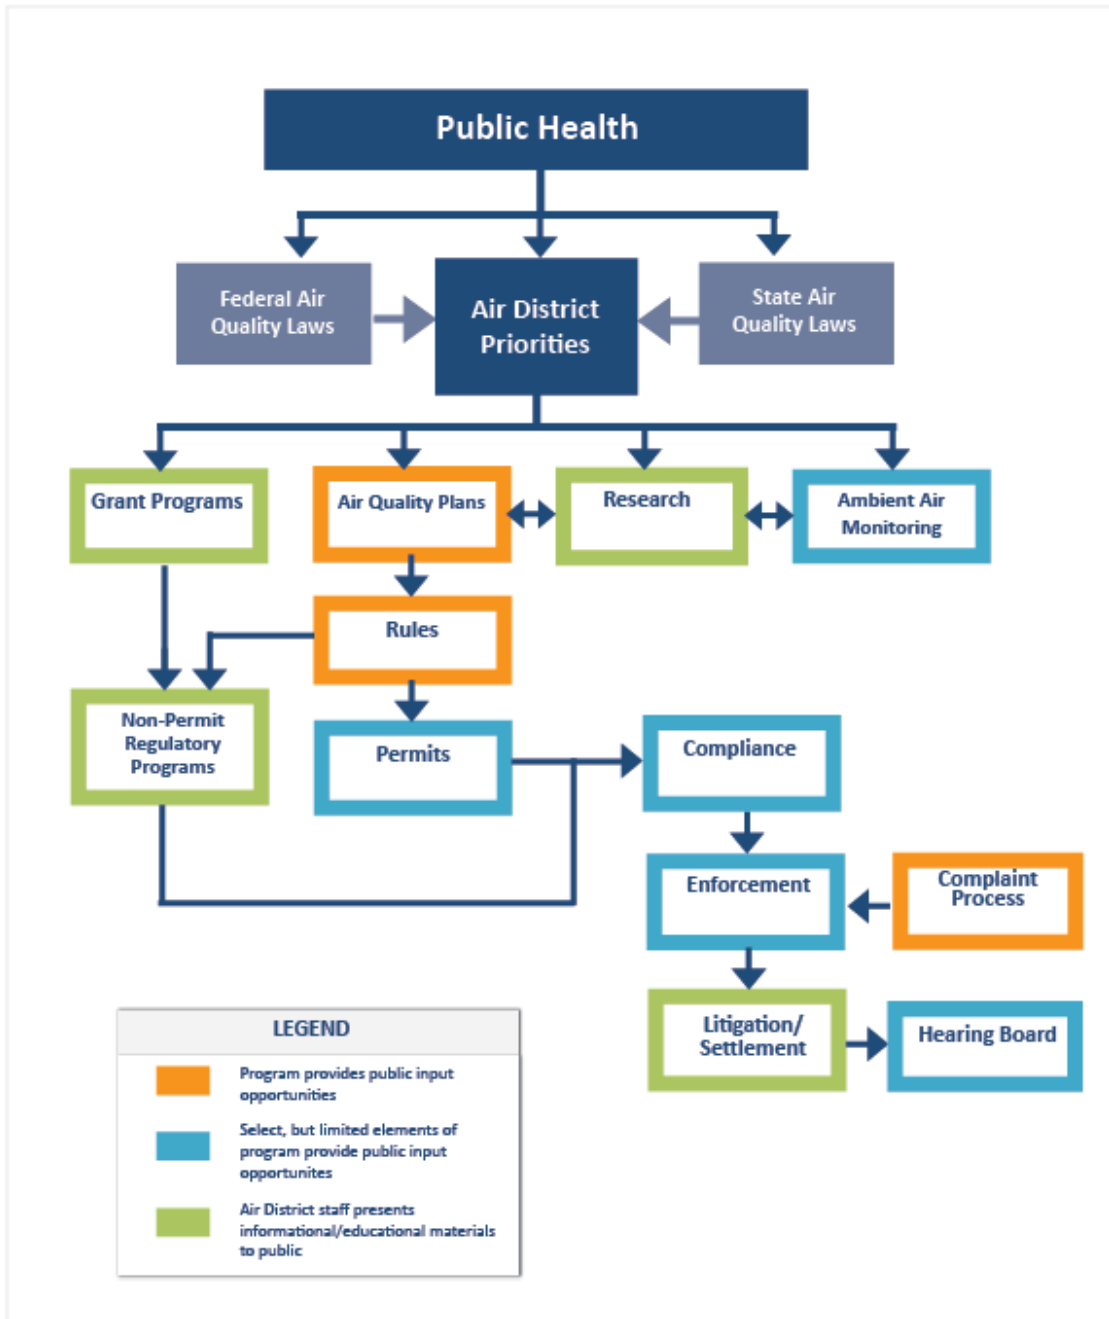 Public Health
Federal Air
Quality Laws
Air District
Priorities
State Air
Quality Laws
Grant Programs
Air Quality Plans
Research
Ambient Air
Monitoring
Rules
Non-Permit
Regulatory
Programs
Permits
Compliance
Enforcement
Complaint
Process
Litigation/
Settlement
Hearing Board
LEGEND
Program provides public input
opportunities
Select, but limited elements of
program provide public input
opportunites
Air District staff presents
informational/educational materials
to public